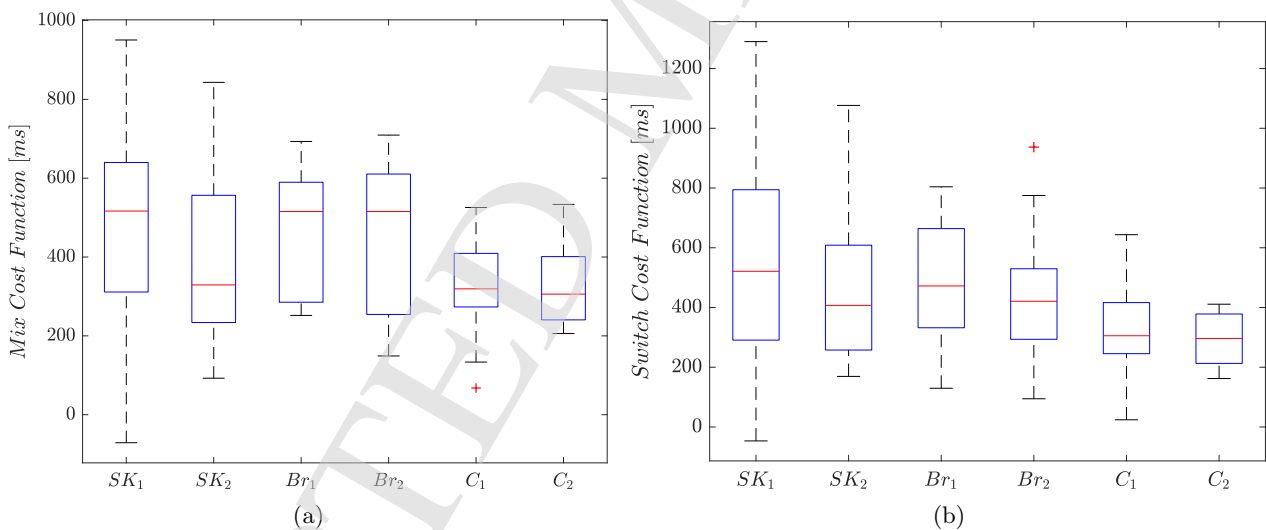 Mix Cost Function [ms]
1000
800
600
400
200
0
SK1 SK2 Br1 Br2 C1 C2
(a)
Switch Cost Function [ms]
1200
1000
800
600
400
200
0
SK1 SK2 Br1 Br2 C1 C2
(b)
TED M